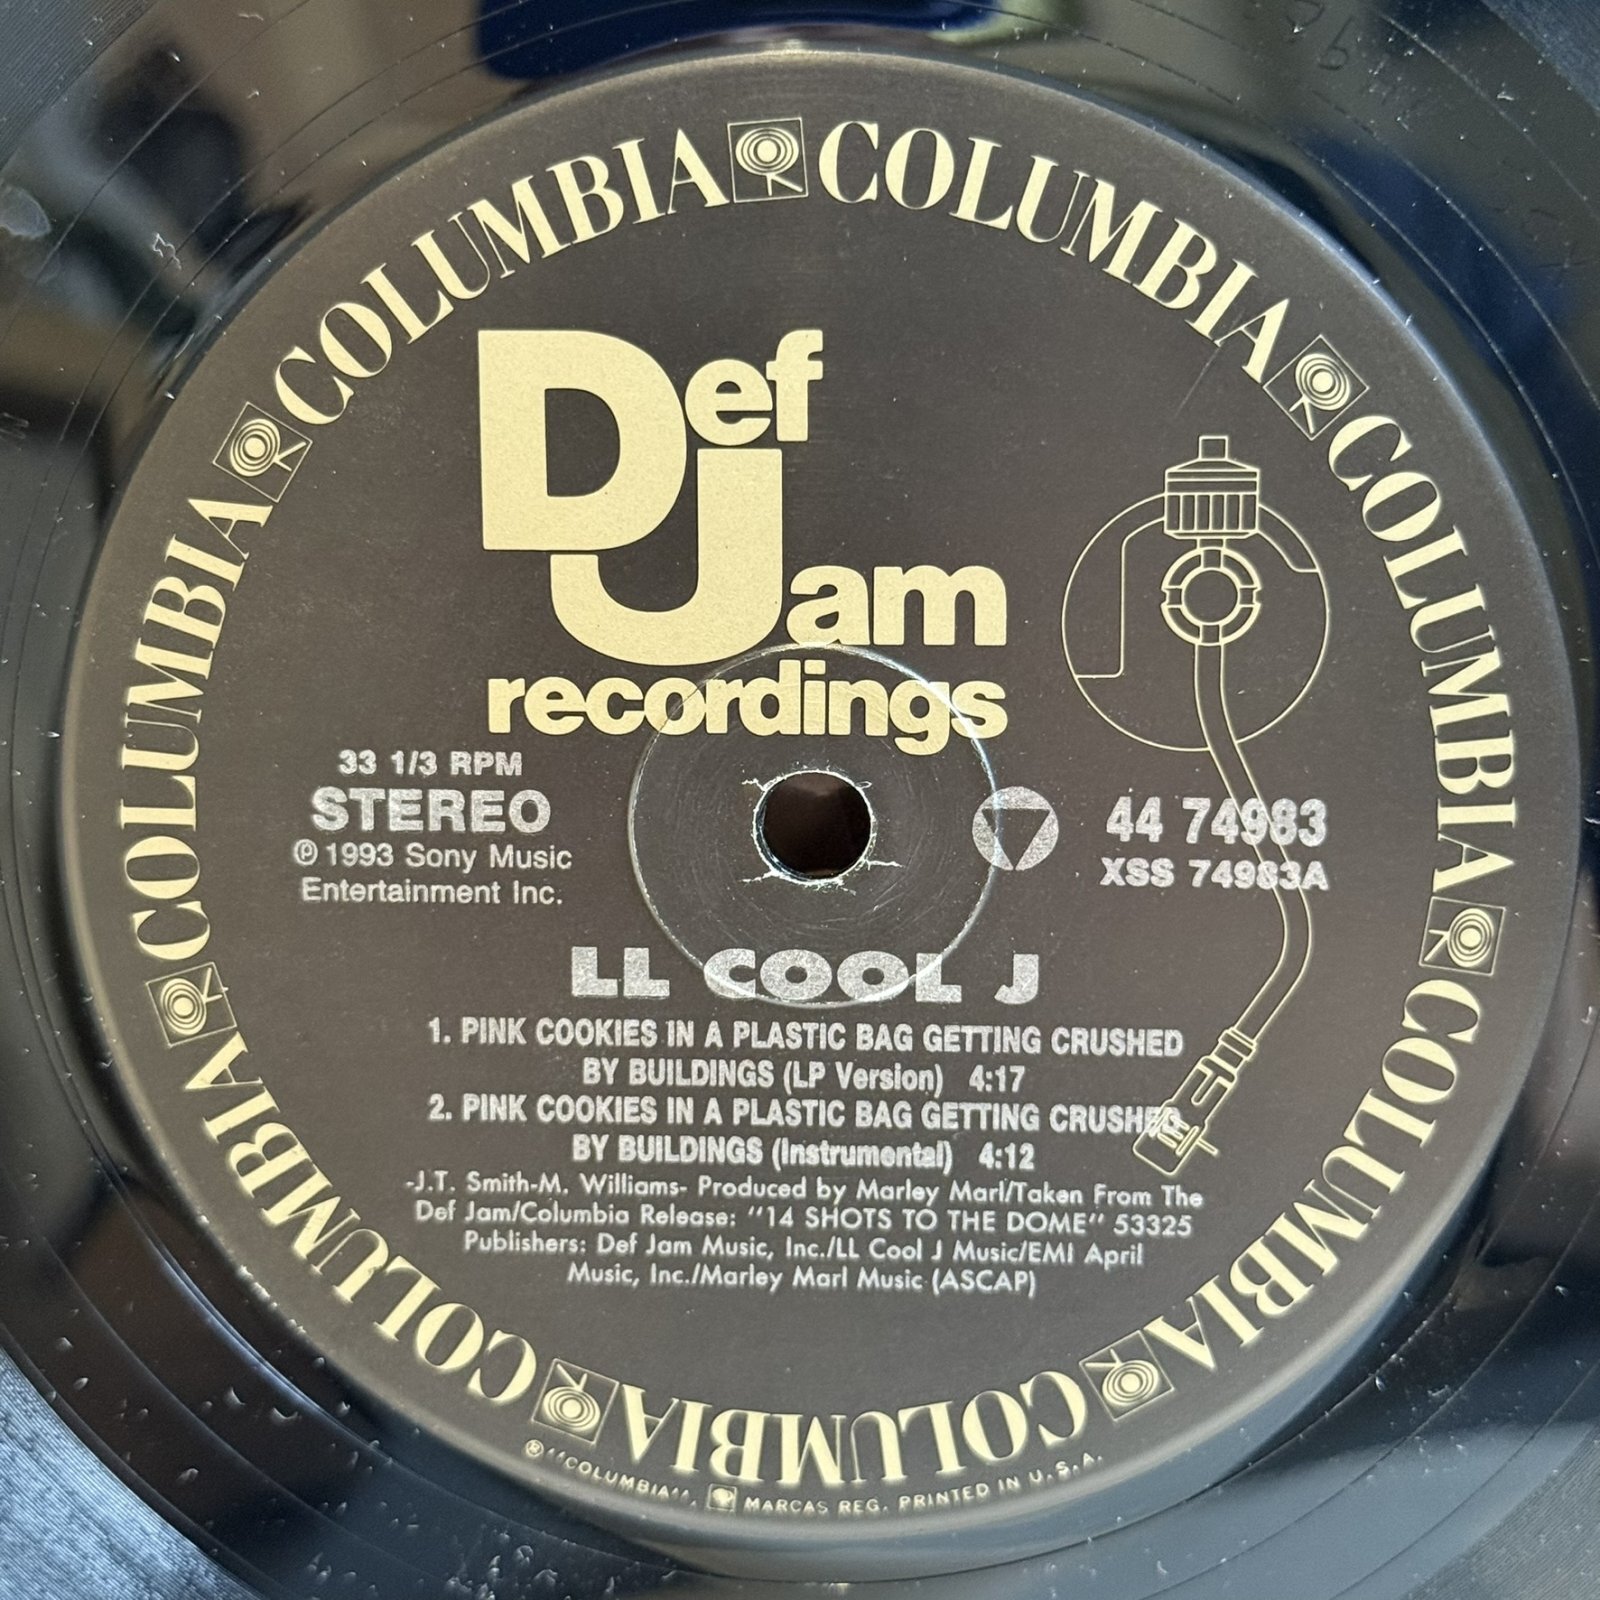 COLUMBIA COLUMBIA COLUMBIA COLUMBIA COLUMBIA COLUMBIA COLUMBIA COLUMBIA
Def
Jam
recordings
33 1/3 RPM
STEREO
℗ 1993 Sony Music
Entertainment Inc.
44 74983
XSS 74983A
LL COOL J
1. PINK COOKIES IN A PLASTIC BAG GETTING CRUSHED
BY BUILDINGS (LP Version) 4:17
2. PINK COOKIES IN A PLASTIC BAG GETTING CRUSHED
BY BUILDINGS (Instrumental) 4:12
-J.T. Smith-M. Williams- Produced by Marley Marl/Taken From The
Def Jam/Columbia Release: "14 SHOTS TO THE DOME" 53325
Publishers: Def Jam Music, Inc./LL Cool J Music/EMI April
Music, Inc./Marley Marl Music (ASCAP)
® "COLUMBIA", MARCAS REG. PRINTED IN U.S.A.